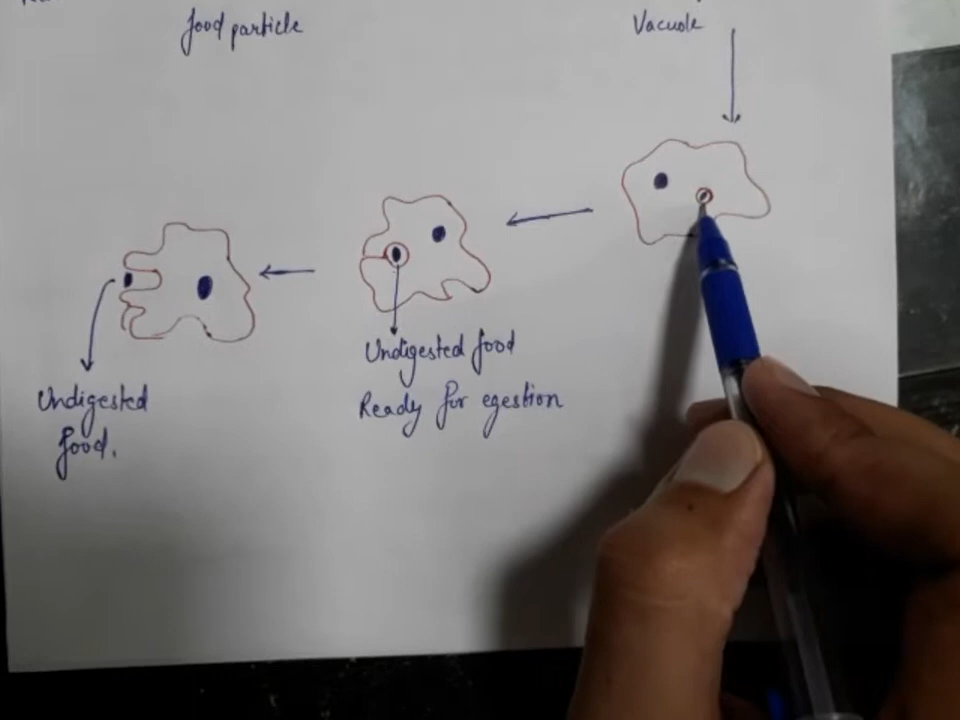 food particle
Vacuole
Undigested food
Ready for egestion
Undigested
food.